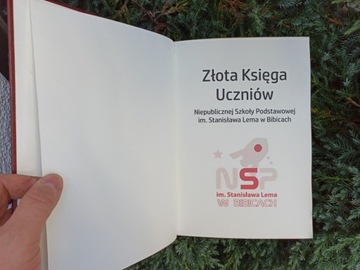 Złota Księga
Uczniów
Niepublicznej Szkoły Podstawowej
im. Stanisława Lema w Bibicach
NSP
im. Stanisława Lema
W BIBICACH